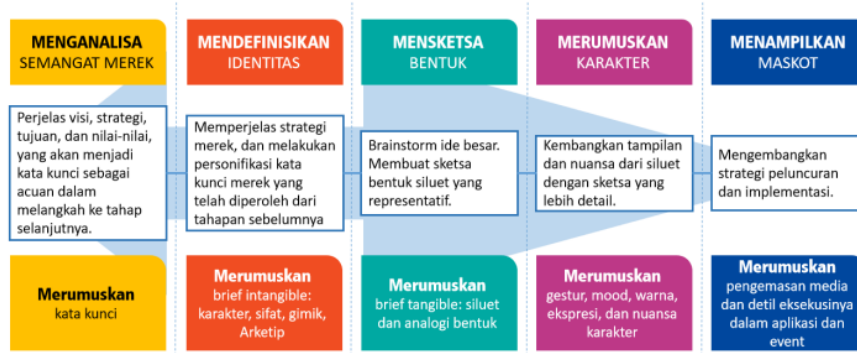 MENGANALISA
SEMANGAT MEREK
MENDEFINISIKAN
IDENTITAS
MENSKETSA
BENTUK
MERUMUSKAN
KARAKTER
MENAMPILKAN
MASKOT
Perjelas visi, strategi,
tujuan, dan nilai-nilai,
yang akan menjadi
kata kunci sebagai
acuan dalam
melangkah ke tahap
selanjutnya.
Memperjelas strategi
merek, dan melakukan
personifikasi kata
kunci merek yang
telah diperoleh dari
tahapan sebelumnya
Brainstorm ide besar.
Membuat sketsa
bentuk siluet yang
representatif.
Kembangkan tampilan
dan nuansa dari siluet
dengan sketsa yang
lebih detail.
Mengembangkan
strategi peluncuran
dan implementasi.
Merumuskan
kata kunci
Merumuskan
brief intangible:
karakter, sifat, gimik,
Arketip
Merumuskan
brief tangible: siluet
dan analogi bentuk
Merumuskan
gestur, mood, warna,
ekspresi, dan nuansa
karakter
Merumuskan
pengemasan media
dan detil eksekusinya
dalam aplikasi dan
event